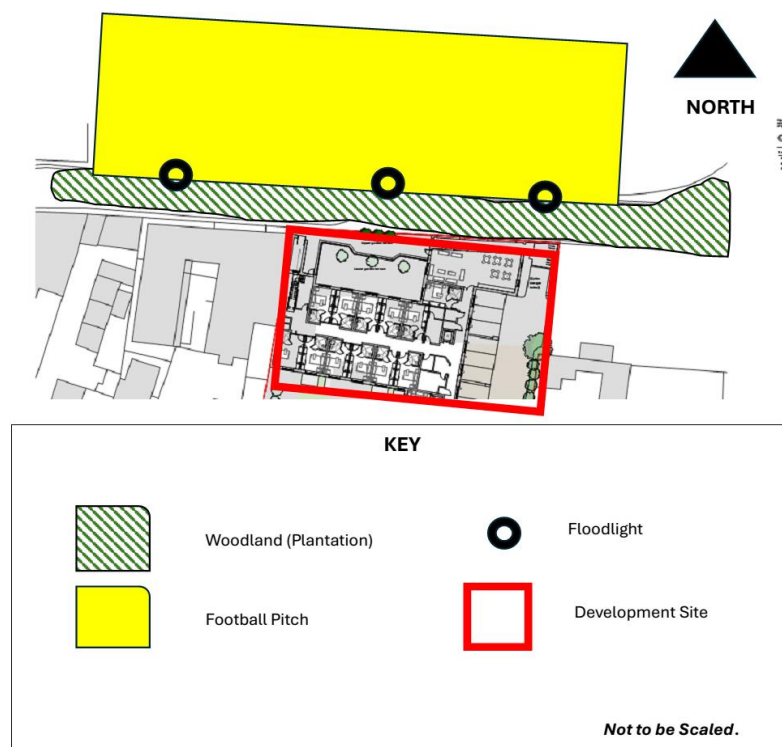 NORTH
KEY
Woodland (Plantation)
Floodlight
Football Pitch
Development Site
Not to be Scaled.